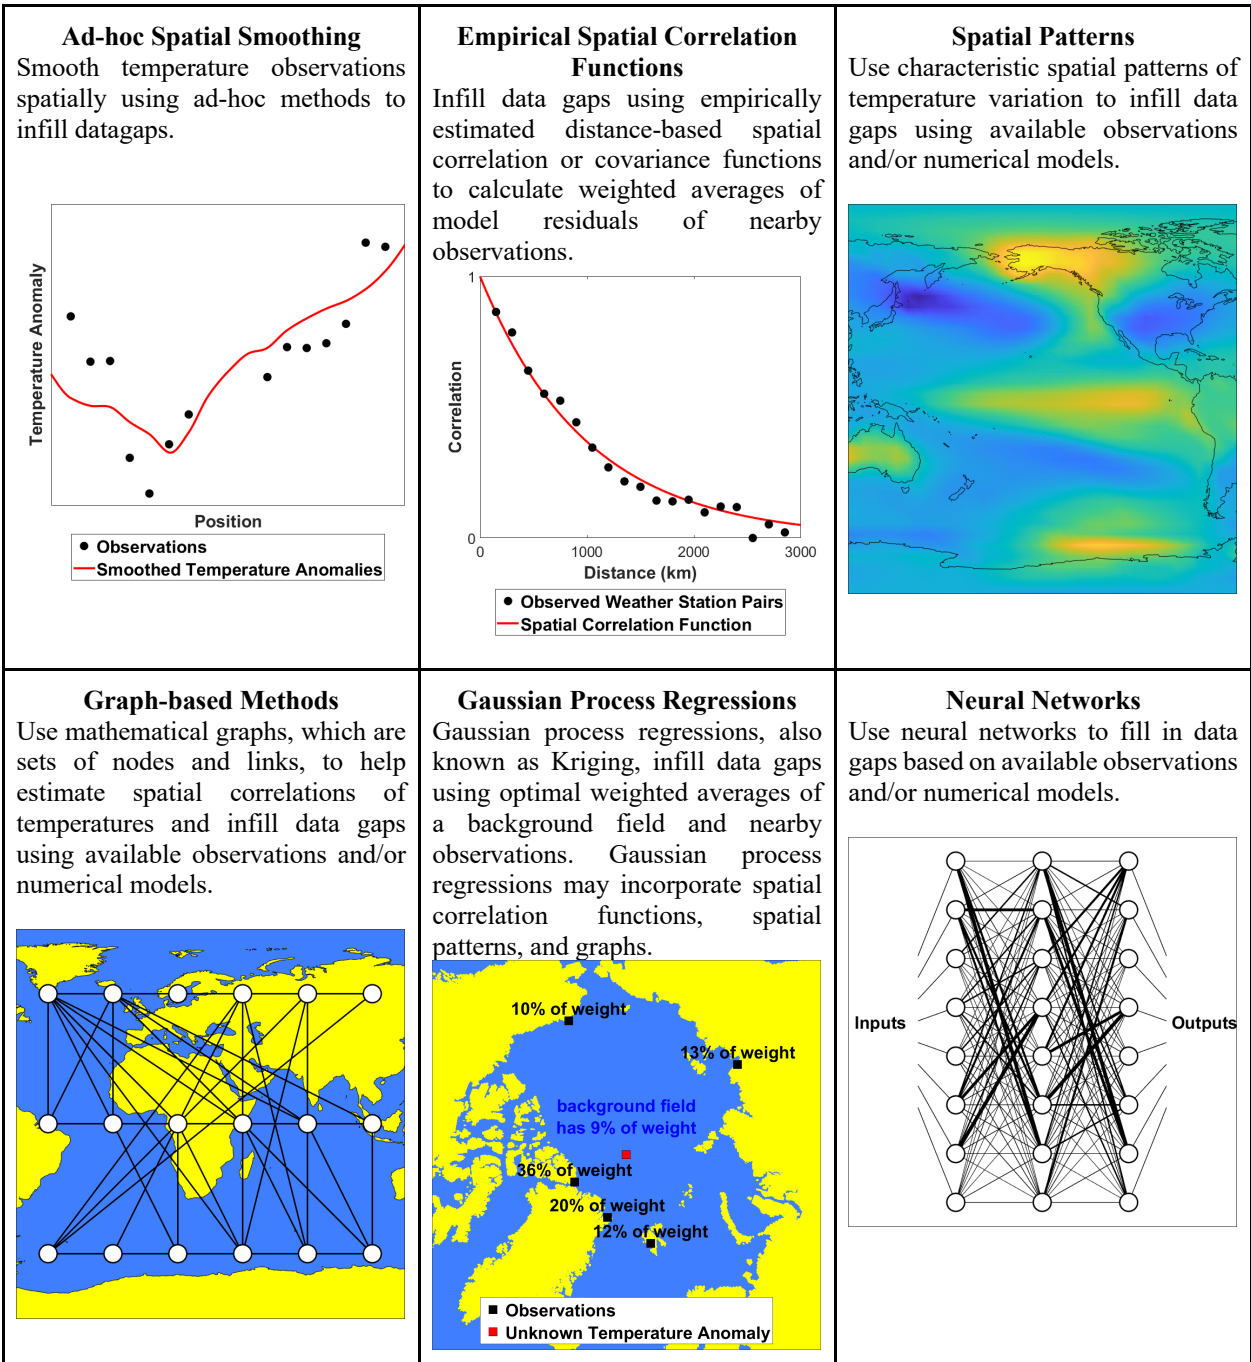 Ad-hoc Spatial Smoothing
Smooth temperature observations
spatially using ad-hoc methods to
infill datagaps.
Temperature Anomaly
Position
Observations
Smoothed Temperature Anomalies
Empirical Spatial Correlation
Functions
Infill data gaps using empirically
estimated distance-based spatial
correlation or covariance functions
to calculate weighted averages of
model residuals of nearby
observations.
1
Correlation
0
0 1000 2000 3000
Distance (km)
Observed Weather Station Pairs
Spatial Correlation Function
Spatial Patterns
Use characteristic spatial patterns of
temperature variation to infill data
gaps using available observations
and/or numerical models.
Graph-based Methods
Use mathematical graphs, which are
sets of nodes and links, to help
estimate spatial correlations of
temperatures and infill data gaps
using available observations and/or
numerical models.
Gaussian Process Regressions
Gaussian process regressions, also
known as Kriging, infill data gaps
using optimal weighted averages of
a background field and nearby
observations. Gaussian process
regressions may incorporate spatial
correlation functions, spatial
patterns, and graphs.
10% of weight
13% of weight
background field
has 9% of weight
36% of weight
20% of weight
12% of weight
Observations
Unknown Temperature Anomaly
Neural Networks
Use neural networks to fill in data
gaps based on available observations
and/or numerical models.
Inputs
Outputs